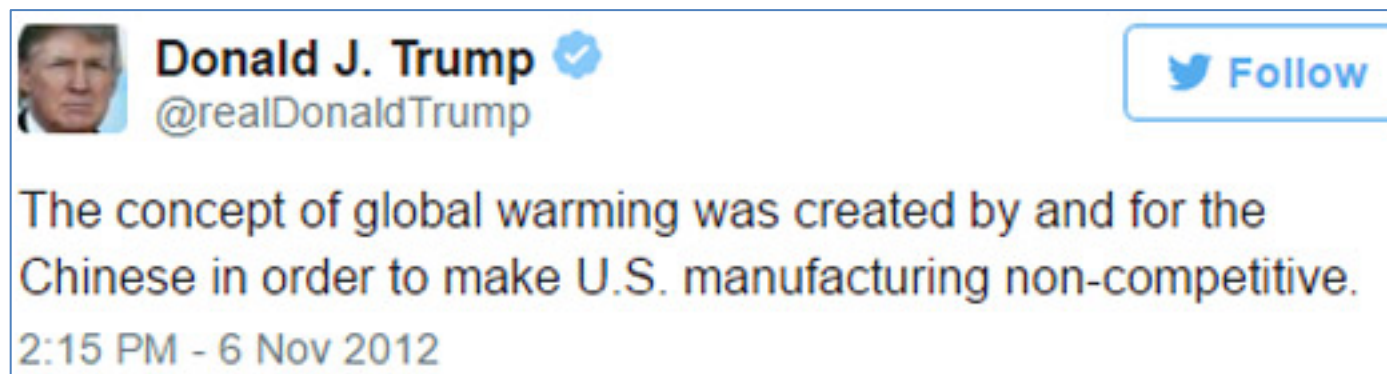 Donald J. Trump
@realDonaldTrump
Follow
The concept of global warming was created by and for the
Chinese in order to make U.S. manufacturing non-competitive.
2:15 PM - 6 Nov 2012